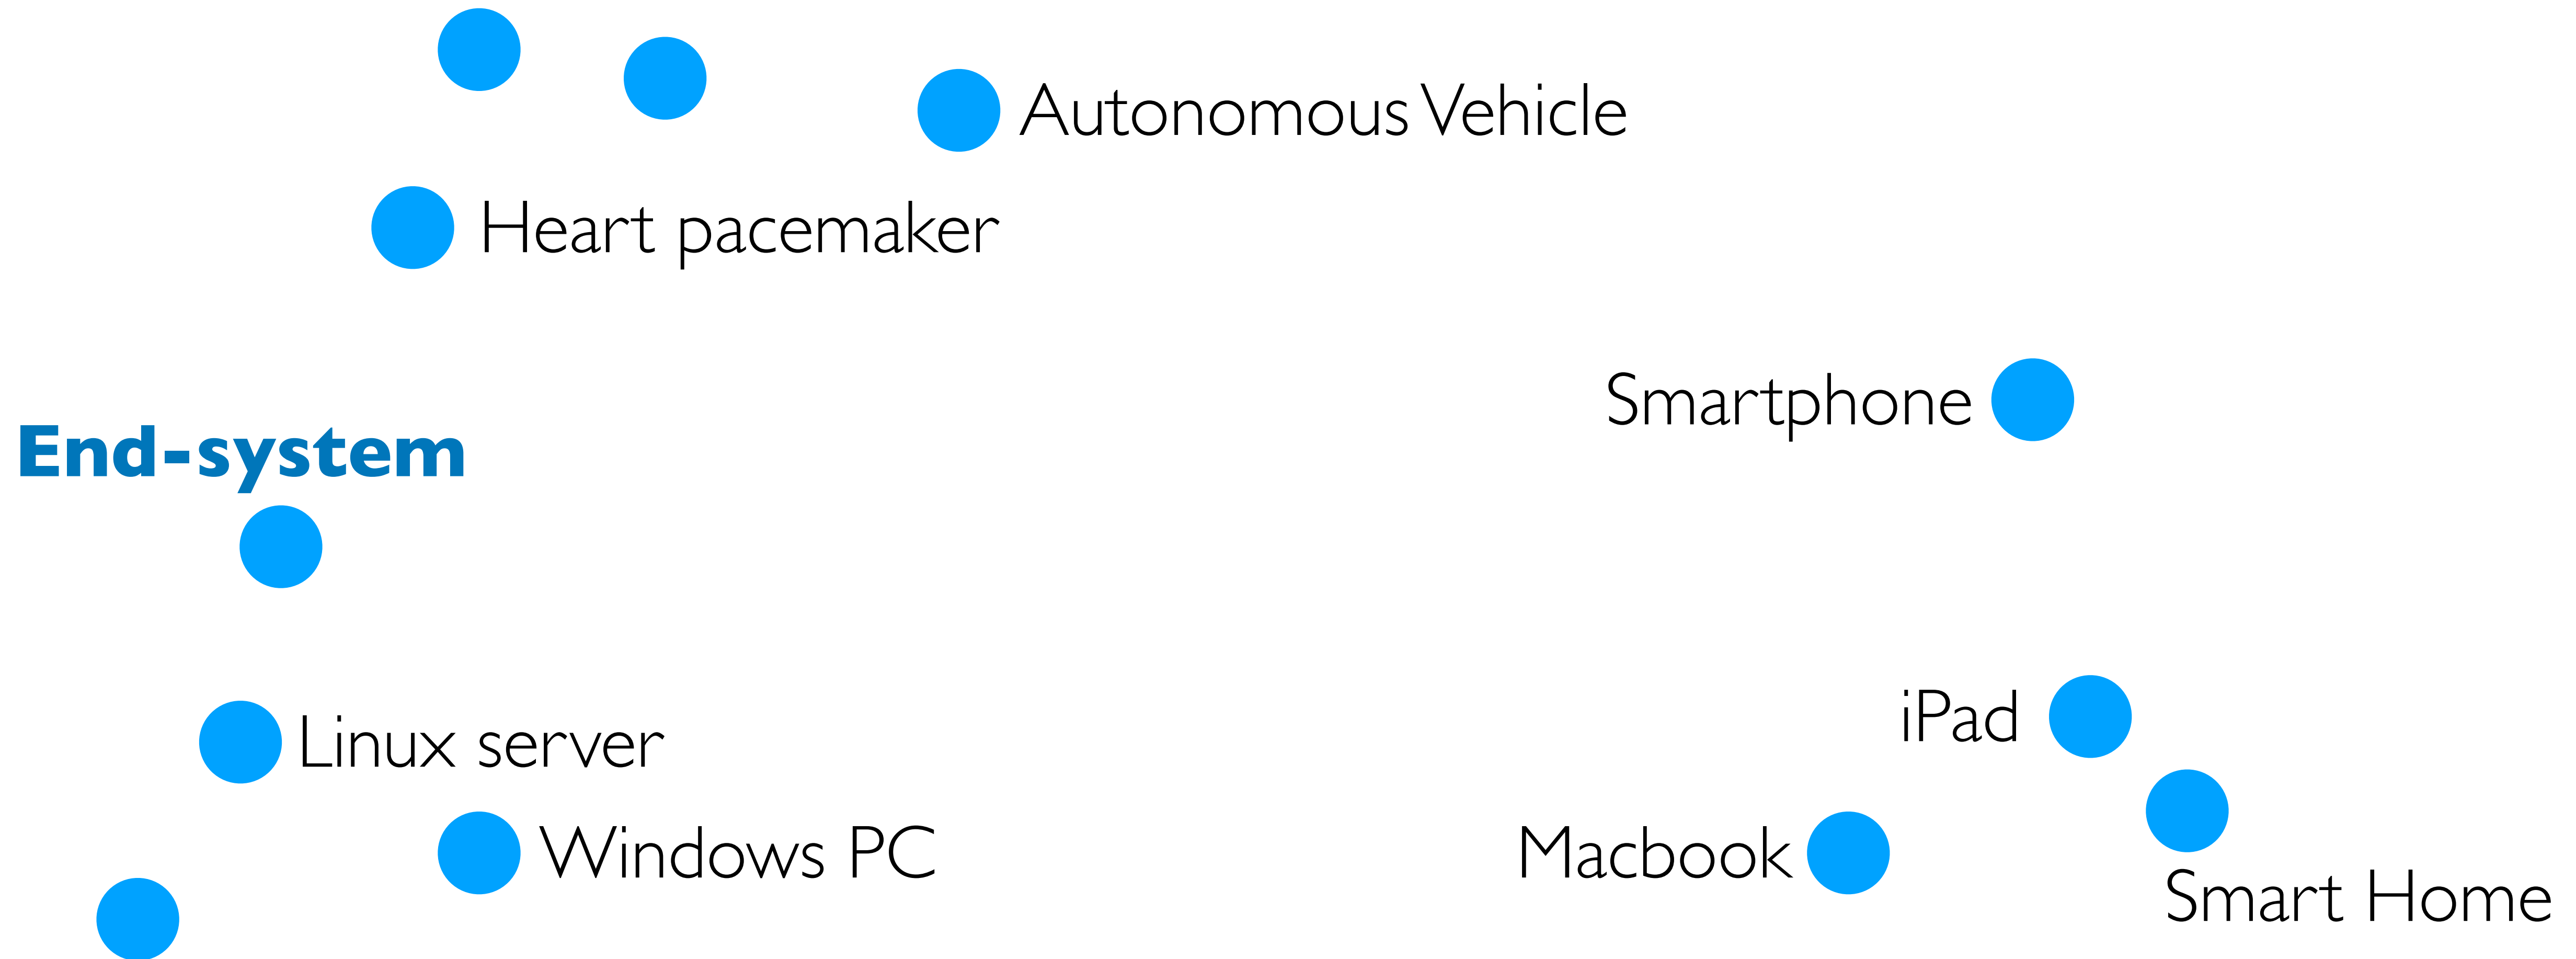 Autonomous Vehicle
Heart pacemaker
Smartphone
End-system
iPad
Linux server
Windows PC
Macbook
Smart Home